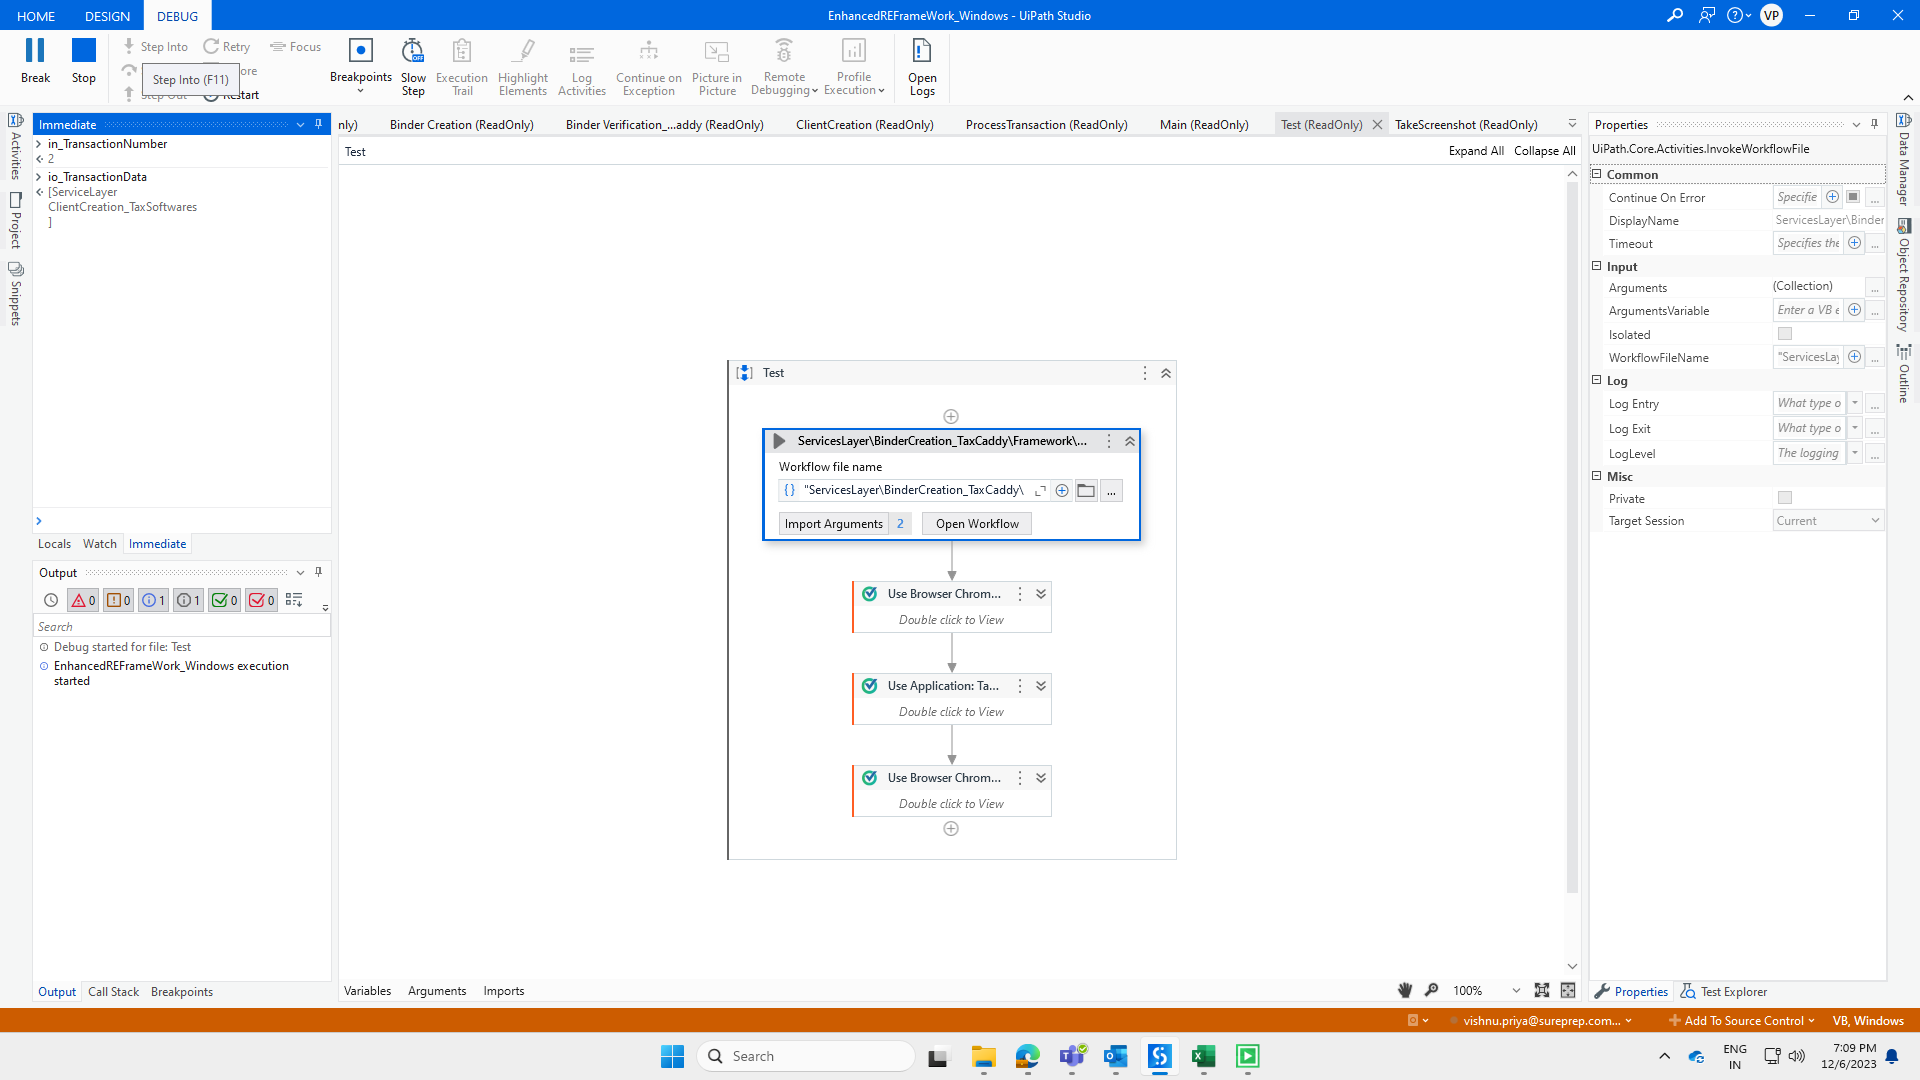 HOME
DESIGN
DEBUG
EnhancedREFrameWork_Windows - UiPath Studio
VP
Break
Stop
Step Into
Retry
Focus
Step Into (F11)
Restart
Breakpoints
Slow
Step
Execution
Trail
Highlight
Elements
Log
Activities
Continue on
Exception
Picture in
Picture
Remote
Debugging
Profile
Execution
Open
Logs
Activities
Project
Snippets
Immediate
in_TransactionNumber
2
io_TransactionData
[ServiceLayer
ClientCreation_TaxSoftwares
]
Locals
Watch
Immediate
Output
0
0
1
1
0
0
Search
Debug started for file: Test
EnhancedREFrameWork_Windows execution
started
Output
Call Stack
Breakpoints
nly)
Binder Creation (ReadOnly)
Binder Verification_...addy (ReadOnly)
ClientCreation (ReadOnly)
ProcessTransaction (ReadOnly)
Main (ReadOnly)
Test (ReadOnly)
TakeScreenshot (ReadOnly)
Test
Expand All
Collapse All
Test
ServicesLayer\BinderCreation_TaxCaddy\Framework\...
Workflow file name
"ServicesLayer\BinderCreation_TaxCaddy\
...
Import Arguments
2
Open Workflow
Use Browser Chrom...
Double click to View
Use Application: Ta...
Double click to View
Use Browser Chrom...
Double click to View
Variables
Arguments
Imports
100%
Properties
UiPath.Core.Activities.InvokeWorkflowFile
Common
Continue On Error
Specifie
DisplayName
ServicesLayer\Binder
Timeout
Specifies the
Input
Arguments
(Collection)
ArgumentsVariable
Enter a VB e
Isolated
WorkflowFileName
"ServicesLay
Log
Log Entry
What type o
Log Exit
What type o
LogLevel
The logging
Misc
Private
Target Session
Current
Properties
Test Explorer
Data Manager
Object Repository
Outline
vishnu.priya@sureprep.com...
Add To Source Control
VB, Windows
Search
ENG
IN
7:09 PM
12/6/2023